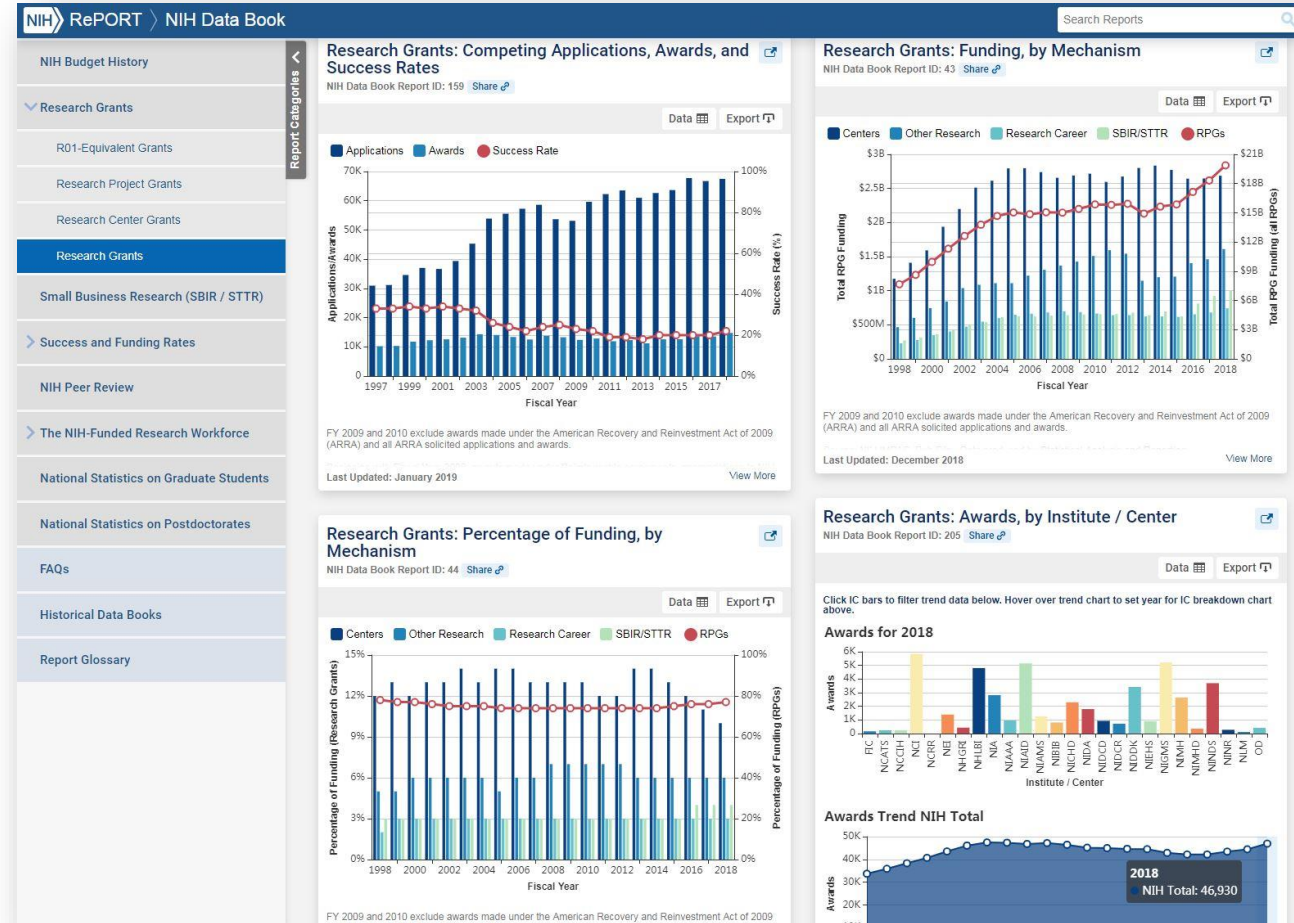 NIH RePORT > NIH Data Book
Search Reports
Report Categories
NIH Budget History
Research Grants
R01-Equivalent Grants
Research Project Grants
Research Center Grants
Research Grants
Small Business Research (SBIR / STTR)
Success and Funding Rates
NIH Peer Review
The NIH-Funded Research Workforce
National Statistics on Graduate Students
National Statistics on Postdoctorates
FAQs
Historical Data Books
Report Glossary
Research Grants: Competing Applications, Awards, and
Success Rates
NIH Data Book Report ID: 159 Share
Data Export
Applications Awards Success Rate
70K
60K
50K
40K
30K
20K
10K
0
Applications/Awards
100%
80%
60%
40%
20%
0%
Success Rate (%)
1997 1999 2001 2003 2005 2007 2009 2011 2013 2015 2017
Fiscal Year
FY 2009 and 2010 exclude awards made under the American Recovery and Reinvestment Act of 2009
(ARRA) and all ARRA solicited applications and awards.
Last Updated: January 2019
View More
Research Grants: Funding, by Mechanism
NIH Data Book Report ID: 43 Share
Data Export
Centers Other Research Research Career SBIR/STTR RPGs
$3B
$2.5B
$2B
$1.5B
$1B
$500M
$0
Total RPG Funding
$21B
$18B
$15B
$12B
$9B
$6B
$3B
$0
Total RPG Funding (all RPGs)
1998 2000 2002 2004 2006 2008 2010 2012 2014 2016 2018
Fiscal Year
FY 2009 and 2010 exclude awards made under the American Recovery and Reinvestment Act of 2009
(ARRA) and all ARRA solicited applications and awards.
Last Updated: December 2018
View More
Research Grants: Percentage of Funding, by
Mechanism
NIH Data Book Report ID: 44 Share
Data Export
Centers Other Research Research Career SBIR/STTR RPGs
15%
12%
9%
6%
3%
0%
Percentage of Funding (Research Grants)
100%
80%
60%
40%
20%
0%
Percentage of Funding (RPGs)
1998 2000 2002 2004 2006 2008 2010 2012 2014 2016 2018
Fiscal Year
FY 2009 and 2010 exclude awards made under the American Recovery and Reinvestment Act of 2009
Research Grants: Awards, by Institute / Center
NIH Data Book Report ID: 205 Share
Data Export
Click IC bars to filter trend data below. Hover over trend chart to set year for IC breakdown chart
above.
Awards for 2018
6K
5K
4K
3K
2K
1K
0
Awards
FIC NCATS NCCIH NCI NCRR NEI NHGRI NHLBI NIA NIAAA NIAID NIAMS NIBIB NICHD NIDA NIDCD NIDCR NIDDK NIEHS NIGMS NIMH NIMHD NINDS NINR NLM OD
Institute / Center
Awards Trend NIH Total
50K
40K
30K
20K
Awards
2018
NIH Total: 46,930